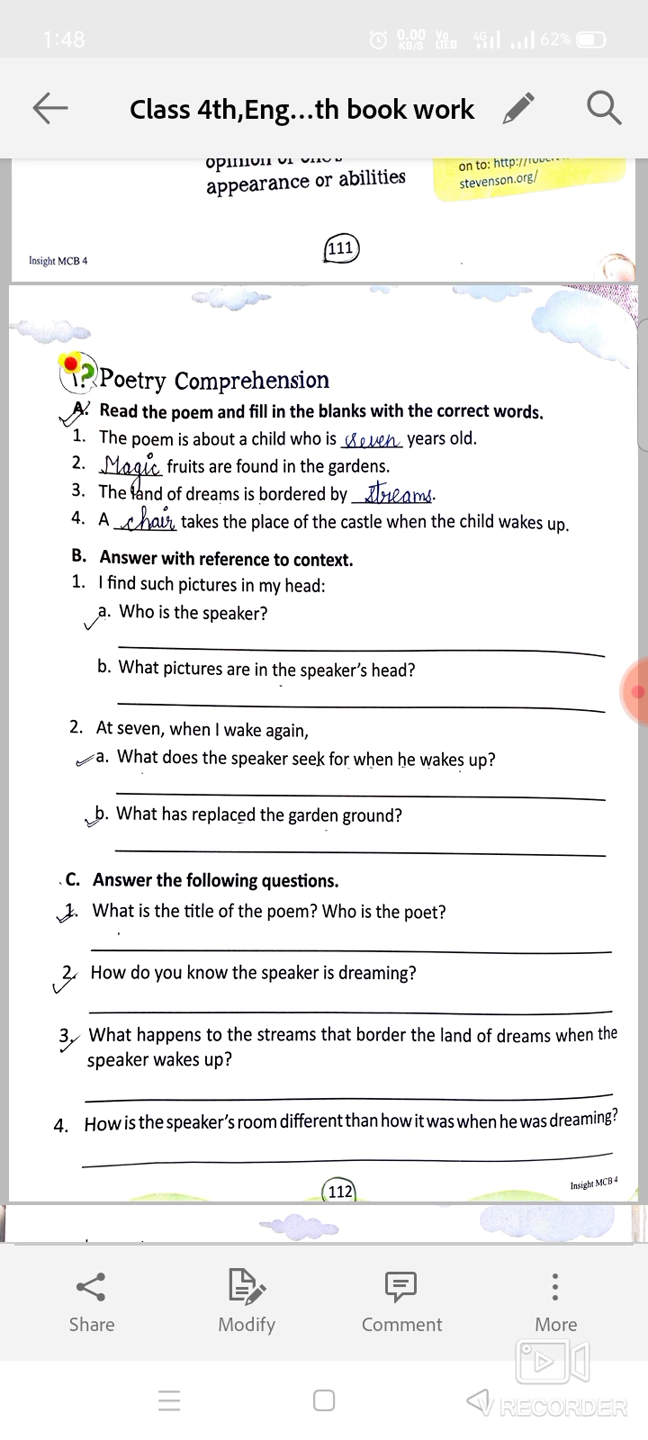 1:48
0.00 KB/S Vo LTED 4G 62%
Class 4th,Eng...th book work
appearance or abilities
on to: http://
stevenson.org/
111
Insight MCB 4
Poetry Comprehension
A. Read the poem and fill in the blanks with the correct words.
1. The poem is about a child who is seven years old.
2. Magic fruits are found in the gardens.
3. The land of dreams is bordered by streams.
4. A chair takes the place of the castle when the child wakes up.
B. Answer with reference to context.
1. I find such pictures in my head:
a. Who is the speaker?
b. What pictures are in the speaker's head?
2. At seven, when I wake again,
a. What does the speaker seek for when he wakes up?
b. What has replaced the garden ground?
C. Answer the following questions.
1. What is the title of the poem? Who is the poet?
2. How do you know the speaker is dreaming?
3. What happens to the streams that border the land of dreams when the
speaker wakes up?
4. How is the speaker's room different than how it was when he was dreaming?
112
Insight MCB 4
Share Modify Comment More
V RECORDER